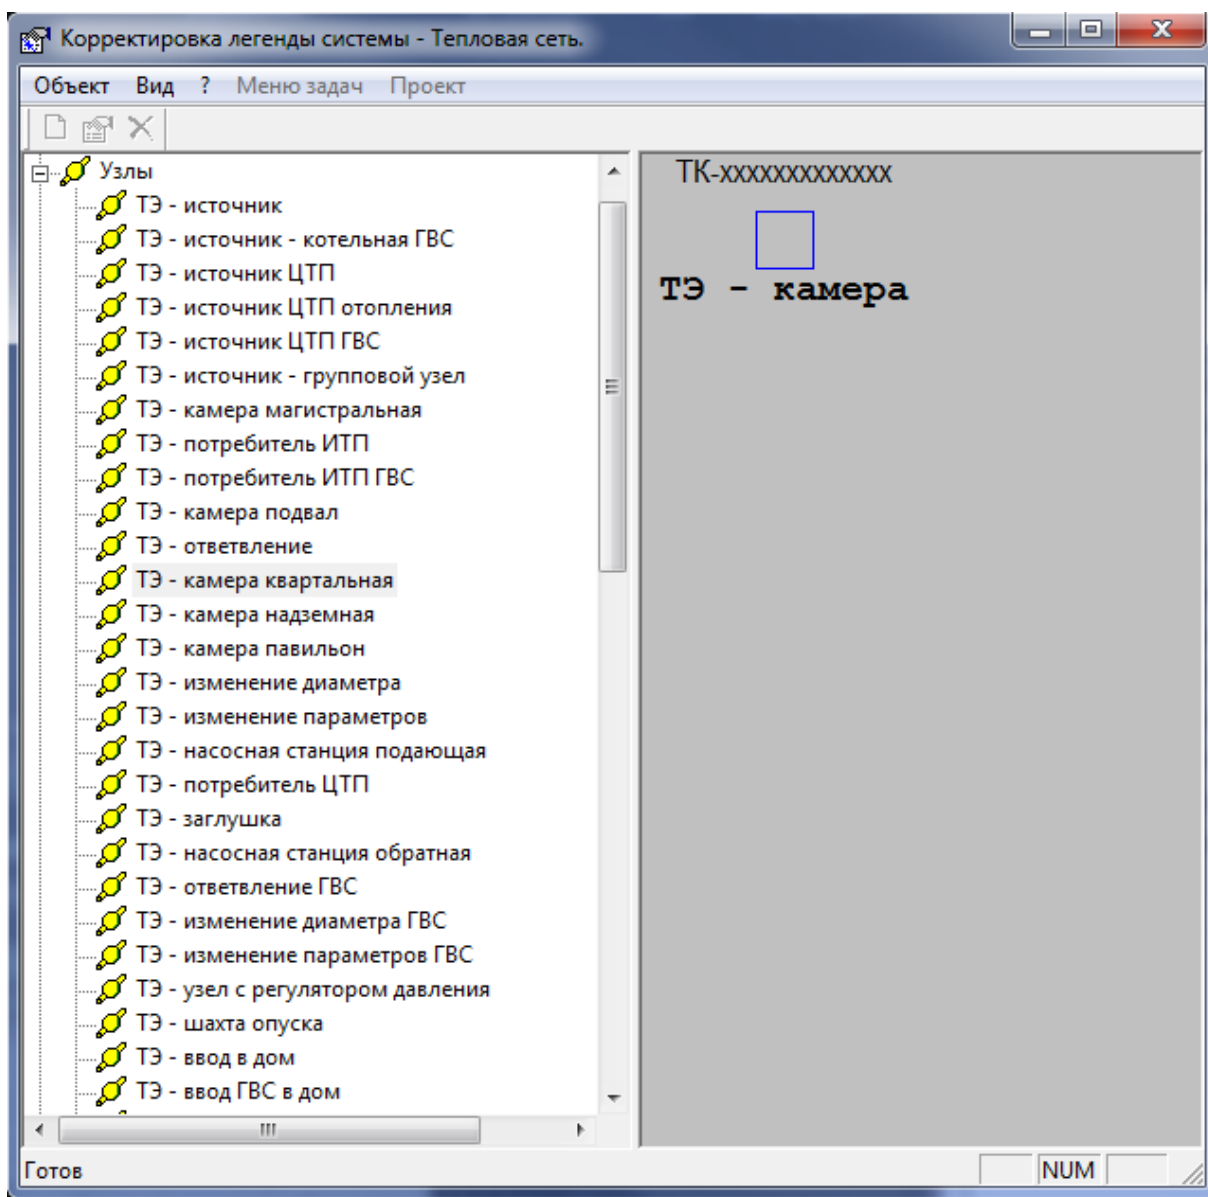 Корректировка легенды системы - Тепловая сеть.
Объект Вид ? Меню задач Проект
Узлы
ТЭ - источник
ТЭ - источник - котельная ГВС
ТЭ - источник ЦТП
ТЭ - источник ЦТП отопления
ТЭ - источник ЦТП ГВС
ТЭ - источник - групповой узел
ТЭ - камера магистральная
ТЭ - потребитель ИТП
ТЭ - потребитель ИТП ГВС
ТЭ - камера подвал
ТЭ - ответвление
ТЭ - камера квартальная
ТЭ - камера надземная
ТЭ - камера павильон
ТЭ - изменение диаметра
ТЭ - изменение параметров
ТЭ - насосная станция подающая
ТЭ - потребитель ЦТП
ТЭ - заглушка
ТЭ - насосная станция обратная
ТЭ - ответвление ГВС
ТЭ - изменение диаметра ГВС
ТЭ - изменение параметров ГВС
ТЭ - узел с регулятором давления
ТЭ - шахта опуска
ТЭ - ввод в дом
ТЭ - ввод ГВС в дом
ТК-xxxxxxxxxxxxx
ТЭ - камера
Готов
NUM